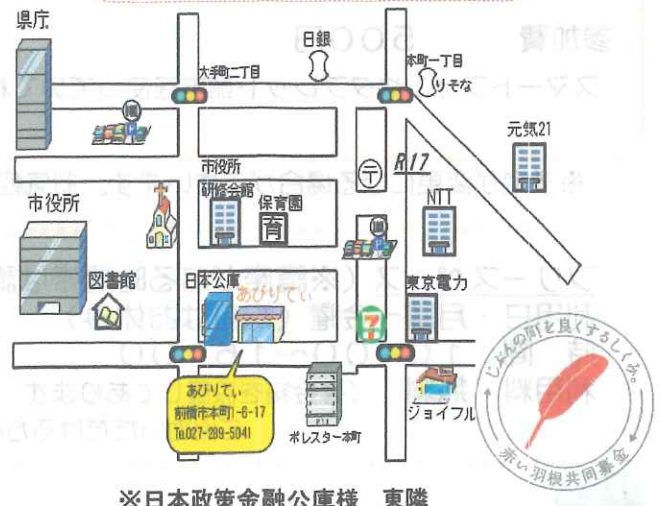 県庁
日銀
本町一丁目
大手町二丁目
りそな
元気21
R17
〒
市役所
研修会館
保育園
育
NTT
市役所
P
図書館
日本公庫
あびりてぃ
東京電力
7
あびりてぃ
前橋市本町1-6-17
℡027-289-5041
ポレスター本町
ジョイフル
じぶんの町を良くするしくみ。
赤い羽根共同募金
※日本政策金融公庫様　東隣